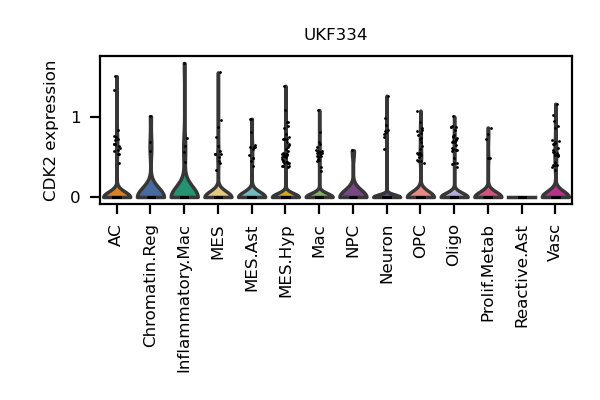 UKF334
CDK2 expression
1
0
AC
Chromatin.Reg
Inflammatory.Mac
MES
MES.Ast
MES.Hyp
Mac
NPC
Neuron
OPC
Oligo
Prolif.Metab
Reactive.Ast
Vasc